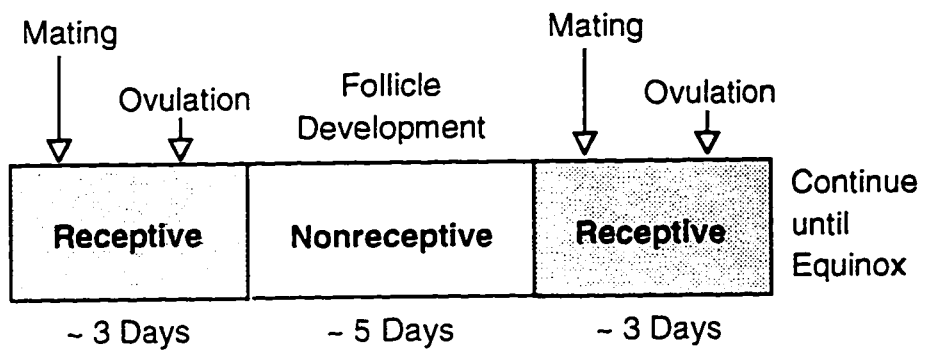 Mating
Ovulation
Follicle
Development
Mating
Ovulation
Receptive
Nonreceptive
Receptive
Continue
until
Equinox
~ 3 Days
~ 5 Days
~ 3 Days